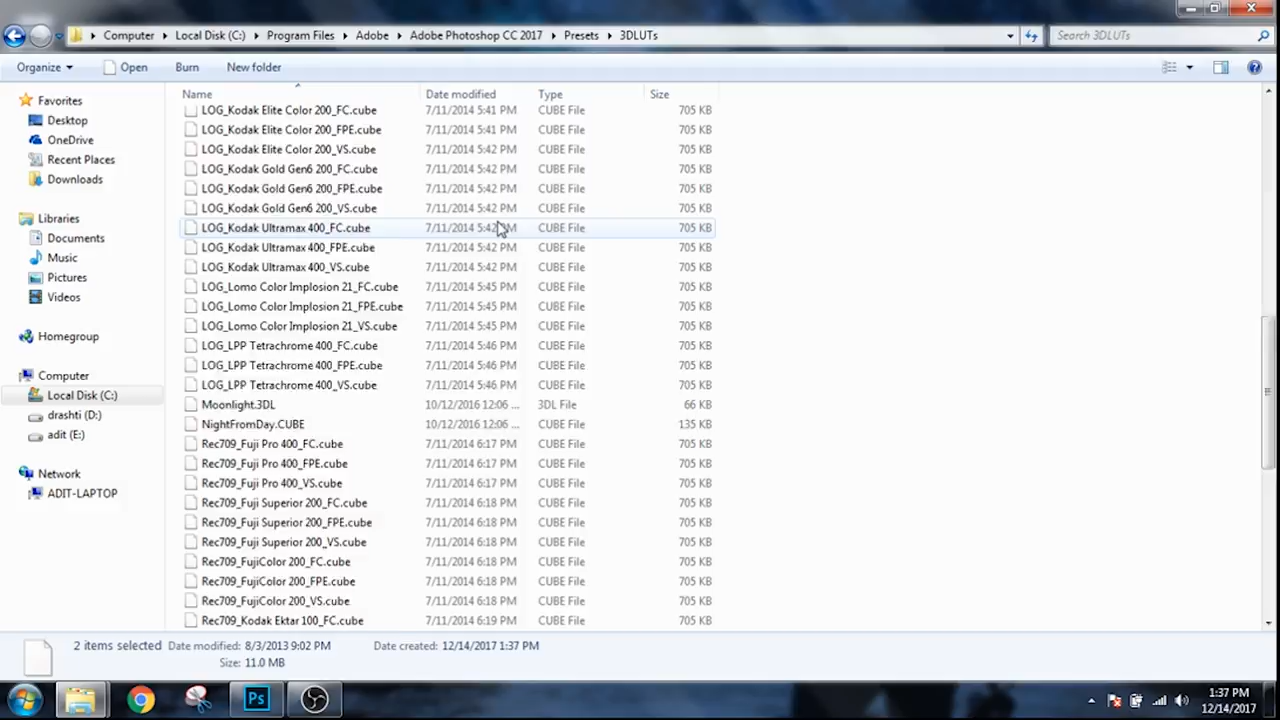 Computer Local Disk (C:) Program Files Adobe Adobe Photoshop CC 2017 Presets 3DLUTs Search 3DLUTs
Organize Open Burn New folder
Favorites
Desktop
OneDrive
Recent Places
Downloads
Libraries
Documents
Music
Pictures
Videos
Homegroup
Computer
Local Disk (C:)
drashti (D:)
adit (E:)
Network
ADIT-LAPTOP
Name Date modified Type Size
LOG_Kodak Elite Color 200_FC.cube 7/11/2014 5:41 PM CUBE File 705 KB
LOG_Kodak Elite Color 200_FPE.cube 7/11/2014 5:41 PM CUBE File 705 KB
LOG_Kodak Elite Color 200_VS.cube 7/11/2014 5:42 PM CUBE File 705 KB
LOG_Kodak Gold Gen6 200_FC.cube 7/11/2014 5:42 PM CUBE File 705 KB
LOG_Kodak Gold Gen6 200_FPE.cube 7/11/2014 5:42 PM CUBE File 705 KB
LOG_Kodak Gold Gen6 200_VS.cube 7/11/2014 5:42 PM CUBE File 705 KB
LOG_Kodak Ultramax 400_FC.cube 7/11/2014 5:42 PM CUBE File 705 KB
LOG_Kodak Ultramax 400_FPE.cube 7/11/2014 5:42 PM CUBE File 705 KB
LOG_Kodak Ultramax 400_VS.cube 7/11/2014 5:42 PM CUBE File 705 KB
LOG_Lomo Color Implosion 21_FC.cube 7/11/2014 5:45 PM CUBE File 705 KB
LOG_Lomo Color Implosion 21_FPE.cube 7/11/2014 5:45 PM CUBE File 705 KB
LOG_Lomo Color Implosion 21_VS.cube 7/11/2014 5:45 PM CUBE File 705 KB
LOG_LPP Tetrachrome 400_FC.cube 7/11/2014 5:46 PM CUBE File 705 KB
LOG_LPP Tetrachrome 400_FPE.cube 7/11/2014 5:46 PM CUBE File 705 KB
LOG_LPP Tetrachrome 400_VS.cube 7/11/2014 5:46 PM CUBE File 705 KB
Moonlight.3DL 10/12/2016 12:06 ... 3DL File 66 KB
NightFromDay.CUBE 10/12/2016 12:06 ... CUBE File 135 KB
Rec709_Fuji Pro 400_FC.cube 7/11/2014 6:17 PM CUBE File 705 KB
Rec709_Fuji Pro 400_FPE.cube 7/11/2014 6:17 PM CUBE File 705 KB
Rec709_Fuji Pro 400_VS.cube 7/11/2014 6:17 PM CUBE File 705 KB
Rec709_Fuji Superior 200_FC.cube 7/11/2014 6:18 PM CUBE File 705 KB
Rec709_Fuji Superior 200_FPE.cube 7/11/2014 6:18 PM CUBE File 705 KB
Rec709_Fuji Superior 200_VS.cube 7/11/2014 6:18 PM CUBE File 705 KB
Rec709_FujiColor 200_FC.cube 7/11/2014 6:18 PM CUBE File 705 KB
Rec709_FujiColor 200_FPE.cube 7/11/2014 6:18 PM CUBE File 705 KB
Rec709_FujiColor 200_VS.cube 7/11/2014 6:18 PM CUBE File 705 KB
Rec709_Kodak Ektar 100_FC.cube 7/11/2014 6:19 PM CUBE File 705 KB
2 items selected Date modified: 8/3/2013 9:02 PM Date created: 12/14/2017 1:37 PM
Size: 11.0 MB
Ps
1:37 PM
12/14/2017